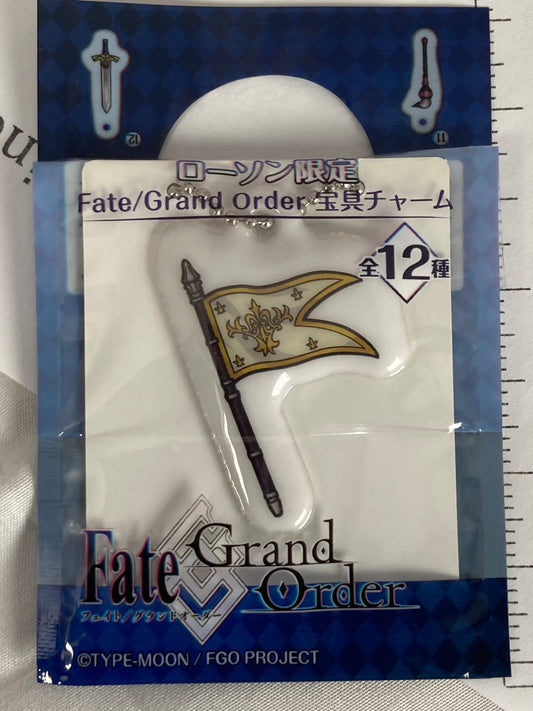 12
11
ローソン限定
Fate/Grand Order 宝具チャーム
全12種
Fate
Grand
Order
フェイト/グランドオーダー
©TYPE-MOON / FGO PROJECT